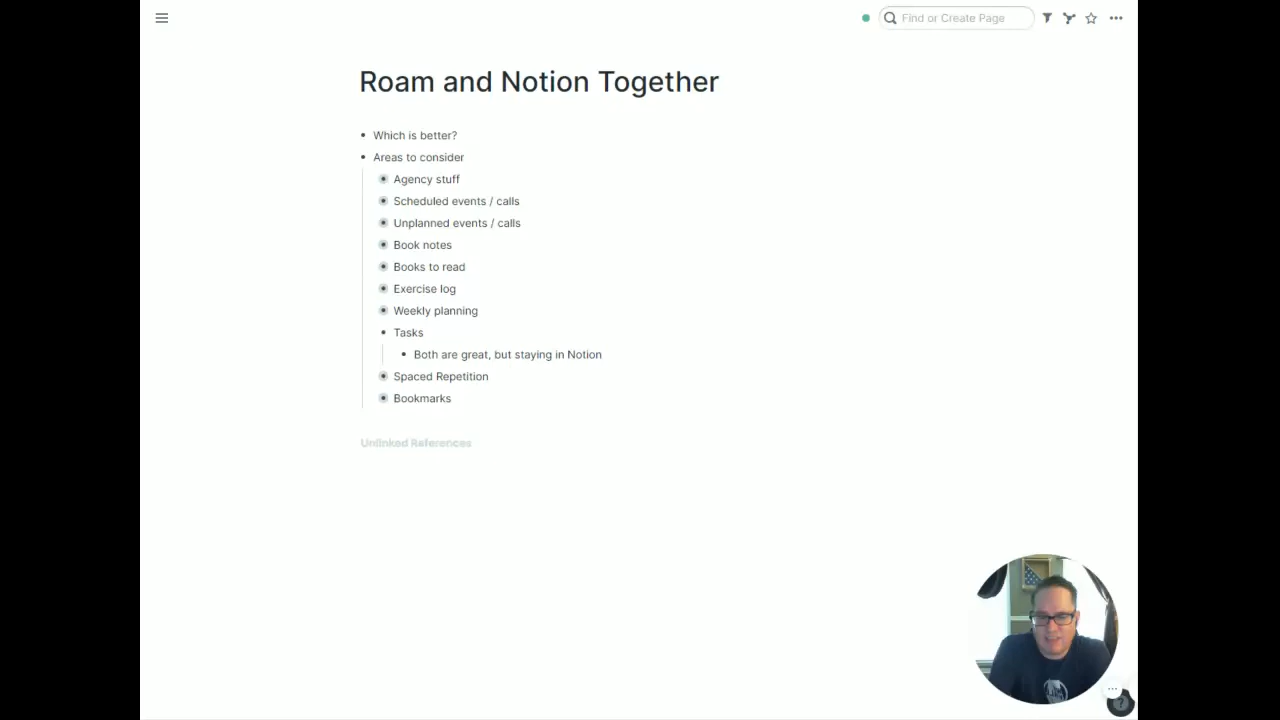 Find or Create Page
Roam and Notion Together
Which is better?
Areas to consider
Agency stuff
Scheduled events / calls
Unplanned events / calls
Book notes
Books to read
Exercise log
Weekly planning
Tasks
Both are great, but staying in Notion
Spaced Repetition
Bookmarks
Unlinked References
?